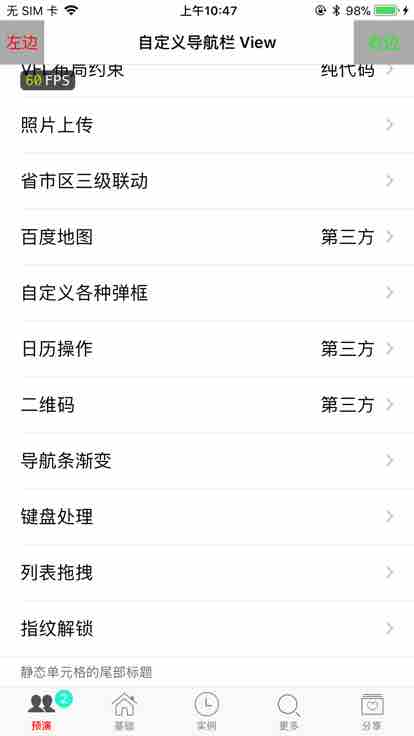 无 SIM 卡 上午10:47 98%
左边 自定义导航栏 View 右边
VFL布局约束 纯代码
60 FPS
照片上传
省市区三级联动
百度地图 第三方
自定义各种弹框
日历操作 第三方
二维码 第三方
导航条渐变
键盘处理
列表拖拽
指纹解锁
静态单元格的尾部标题
2
预演 基础 实例 更多 分享